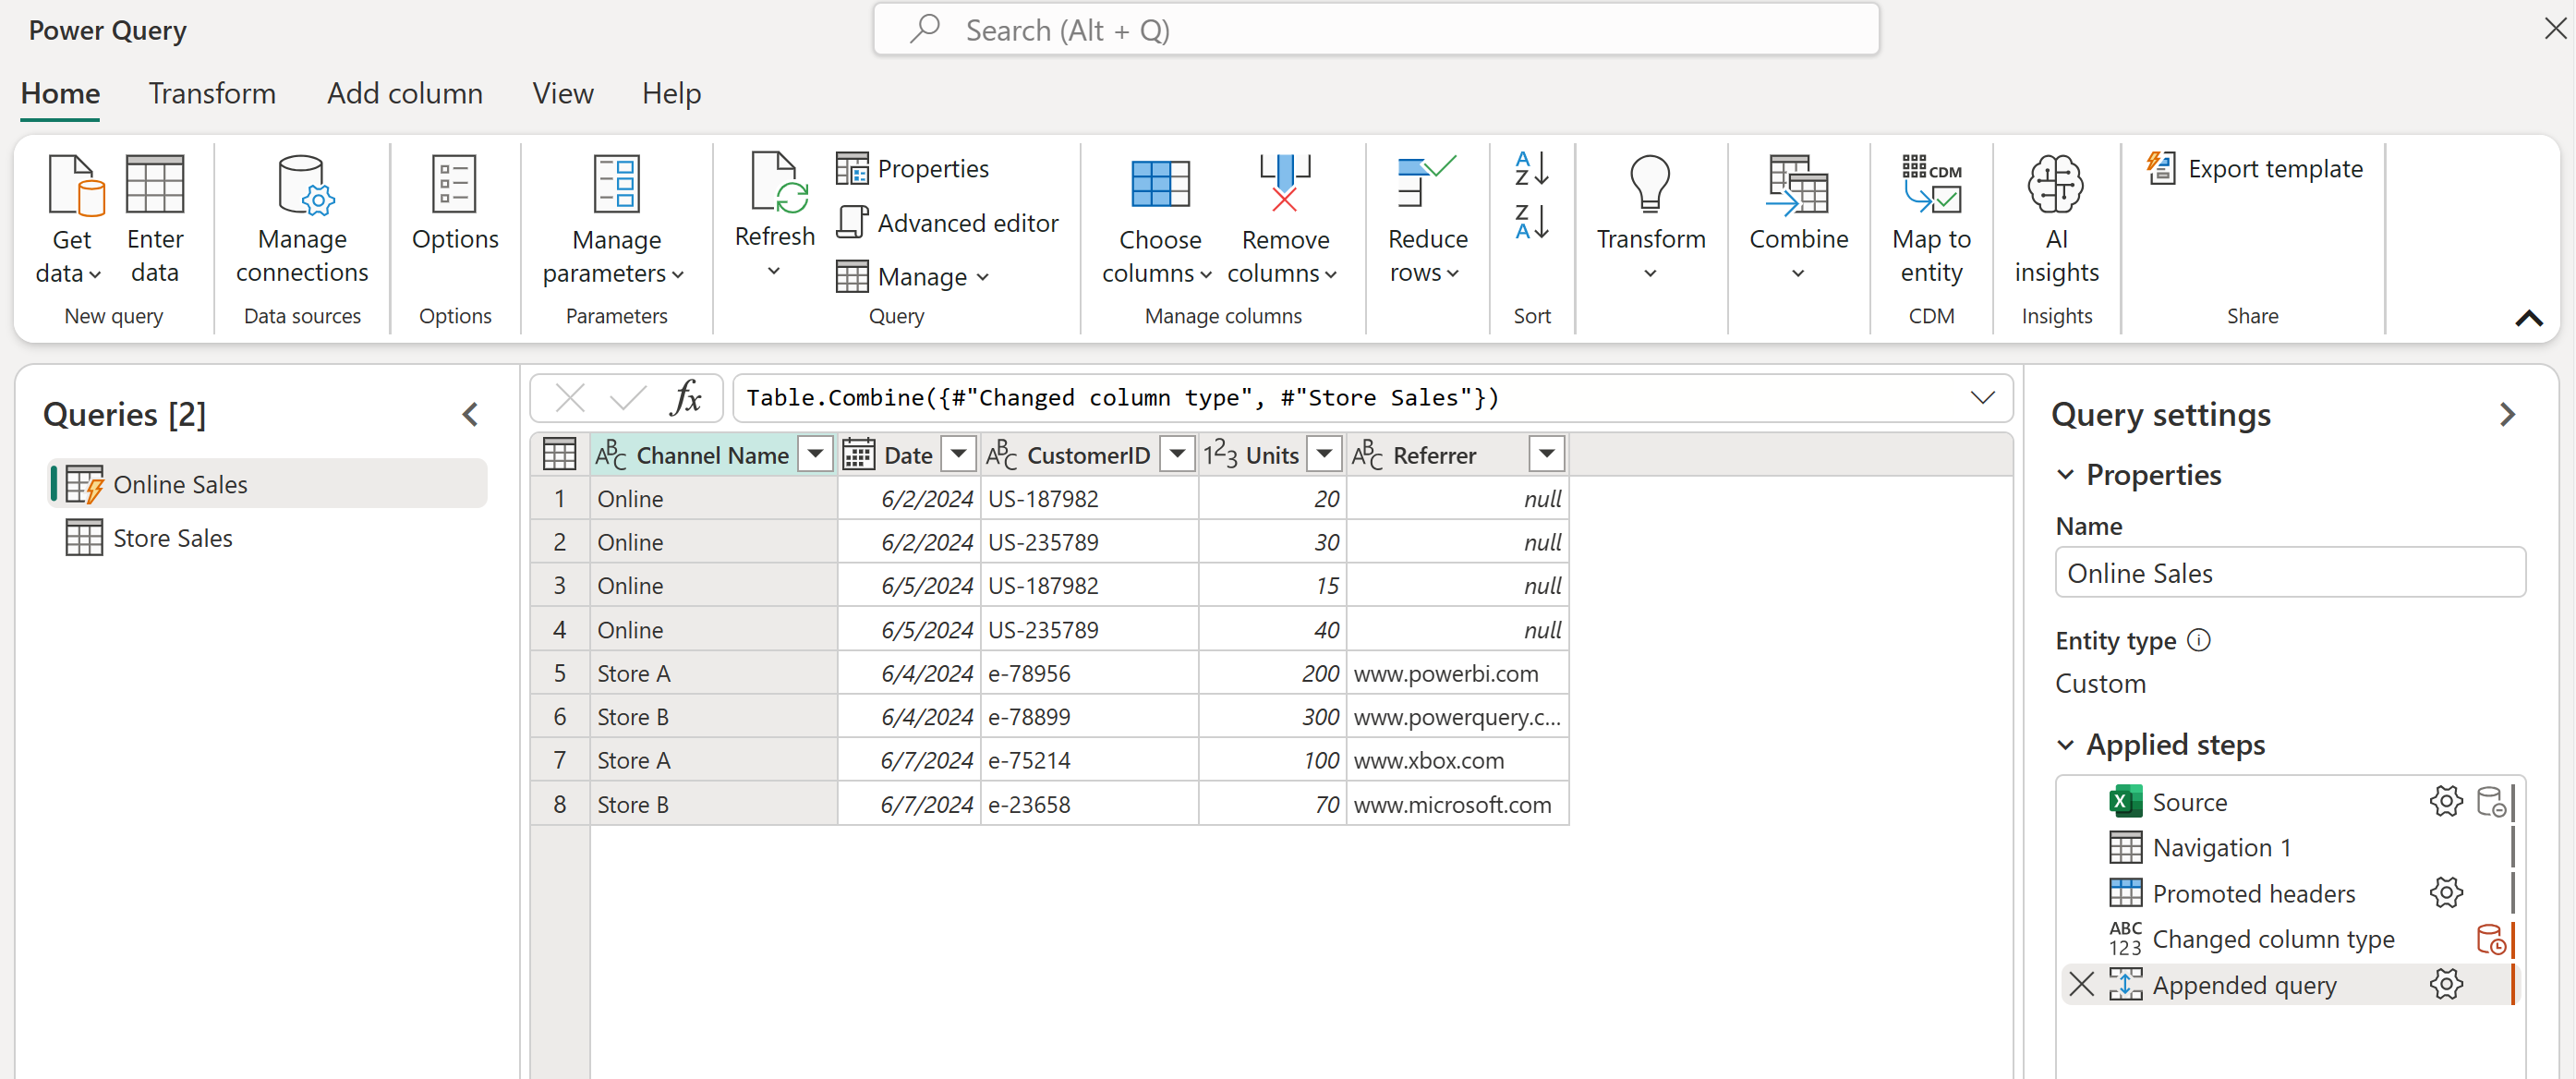 Power Query
Search (Alt + Q)
Home Transform Add column View Help
Get data
Enter data
New query
Manage connections
Data sources
Options
Options
Manage parameters
Parameters
Refresh
Properties
Advanced editor
Manage
Query
Choose columns
Remove columns
Manage columns
Reduce rows
A Z
Z A
Sort
Transform
Combine
CDM
Map to entity
CDM
AI insights
Insights
Export template
Share
Queries [2]
Online Sales
Store Sales
fx
Table.Combine({#"Changed column type", #"Store Sales"})
ABC Channel Name Date ABC CustomerID 123 Units ABC Referrer
1 Online 6/2/2024 US-187982 20 null
2 Online 6/2/2024 US-235789 30 null
3 Online 6/5/2024 US-187982 15 null
4 Online 6/5/2024 US-235789 40 null
5 Store A 6/4/2024 e-78956 200 www.powerbi.com
6 Store B 6/4/2024 e-78899 300 www.powerquery.c...
7 Store A 6/7/2024 e-75214 100 www.xbox.com
8 Store B 6/7/2024 e-23658 70 www.microsoft.com
Query settings
Properties
Name
Online Sales
Entity type
Custom
Applied steps
Source
Navigation 1
Promoted headers
ABC 123 Changed column type
Appended query